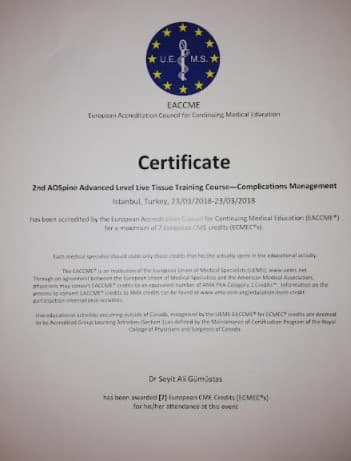 U.E. M.S.
EACCME
European Accreditation Council for Continuing Medical Education
Certificate
2nd AOSpine Advanced Level Live Tissue Training Course—Complications Management
Istanbul, Turkey, 23/03/2018-23/03/2018
has been accredited by the European Accreditation Council for Continuing Medical Education (EACCME®)
for a maximum of 7 European CME credits (ECMEC®s)
Each medical specialist should claim only those credits that he/she actually spent in the educational activity.
The EACCME® is an institution of the European Union of Medical Specialists (UEMS), www.uems.net
Through an agreement between the European Union of Medical Specialists and the American Medical Association,
physicians may convert EACCME® credits to an equivalent number of AMA PRA Category 1 Credits™. Information on the
process to convert EACCME® credits to AMA credits can be found at www.ama-assn.org/education/earn-credit-
participation-international-activities.
Live educational activities occurring outside of Canada, recognized by the UEMS-EACCME® for ECMEC® credits are deemed
to be Accredited Group Learning Activities (Section 1) as defined by the Maintenance of Certification Program of The Royal
College of Physicians and Surgeons of Canada.
Dr Seyit Ali Gümüstas
has been awarded [7] European CME Credits (ECMEC®s)
for his/her attendance at this event